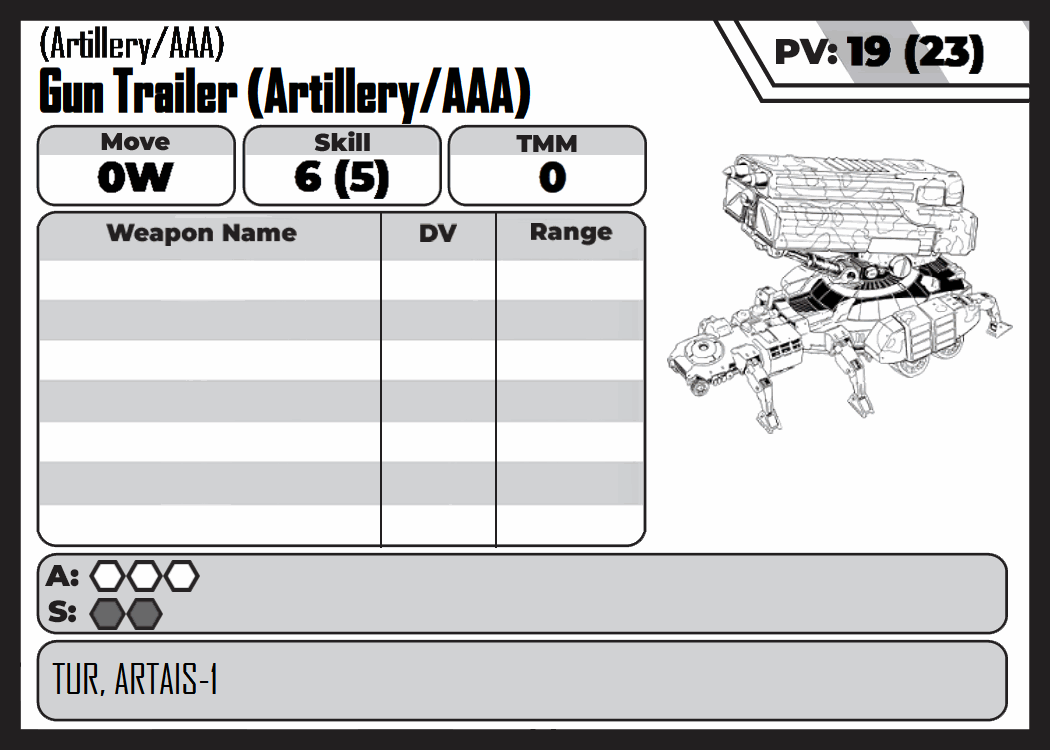 (Artillery/AAA)
Gun Trailer (Artillery/AAA)
PV: 19 (23)
Move
0W
Skill
6 (5)
TMM
0
Weapon Name DV Range
A:
S:
TUR, ARTAIS-1